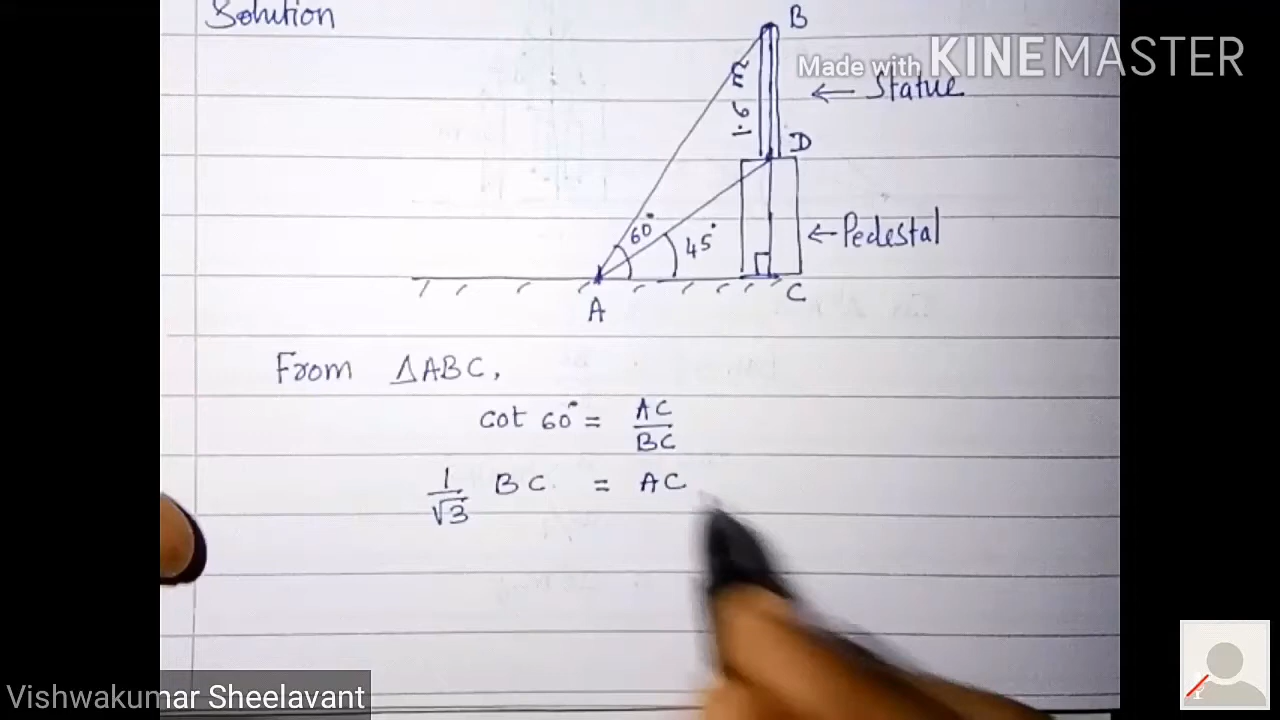 Solution
B
Made with KINEMASTER
1.6 m
← Statue
D
60°
45°
← Pedestal
A
C
From △ABC,
cot 60° = AC/BC
1/√3 BC = AC
Vishwakumar Sheelavant